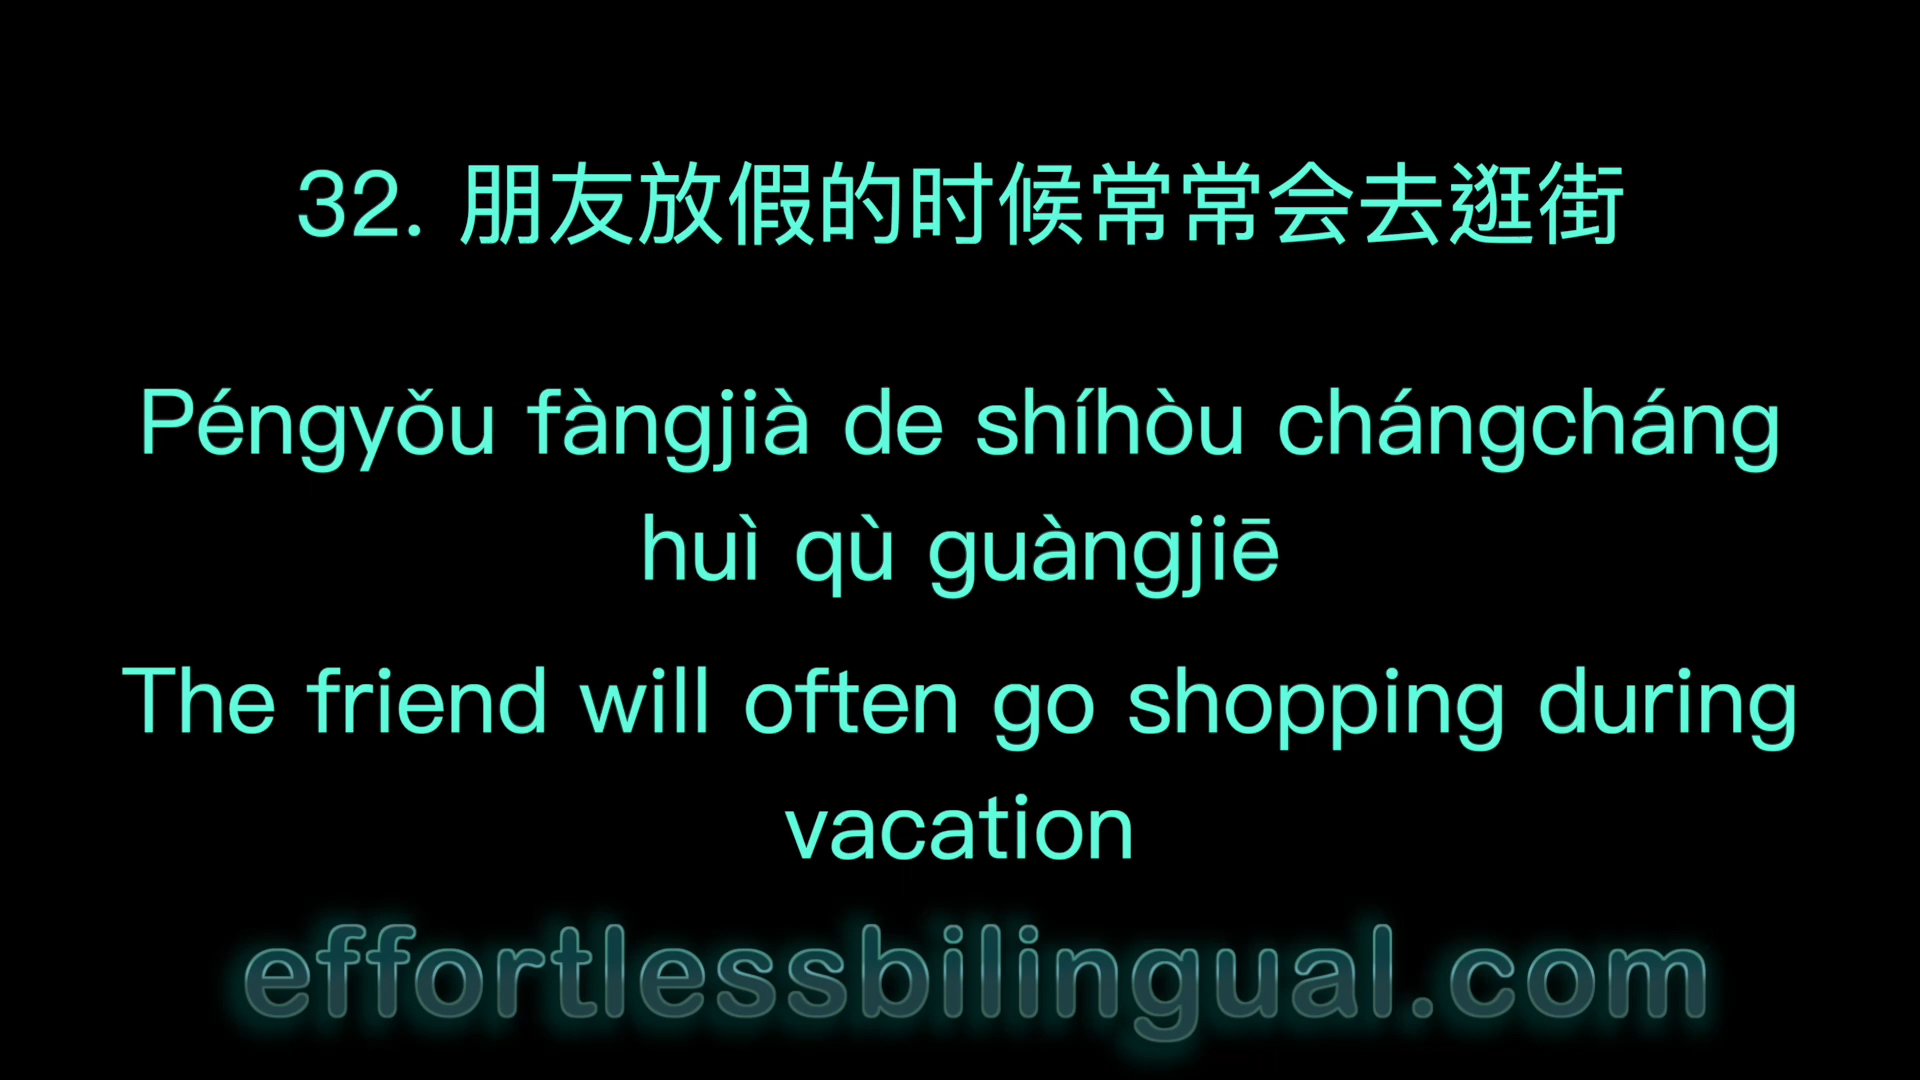 32. 朋友放假的时候常常会去逛街
Péngyǒu fàngjià de shíhòu chángcháng
huì qù guàngjiē
The friend will often go shopping during
vacation
effortlessbilingual.com